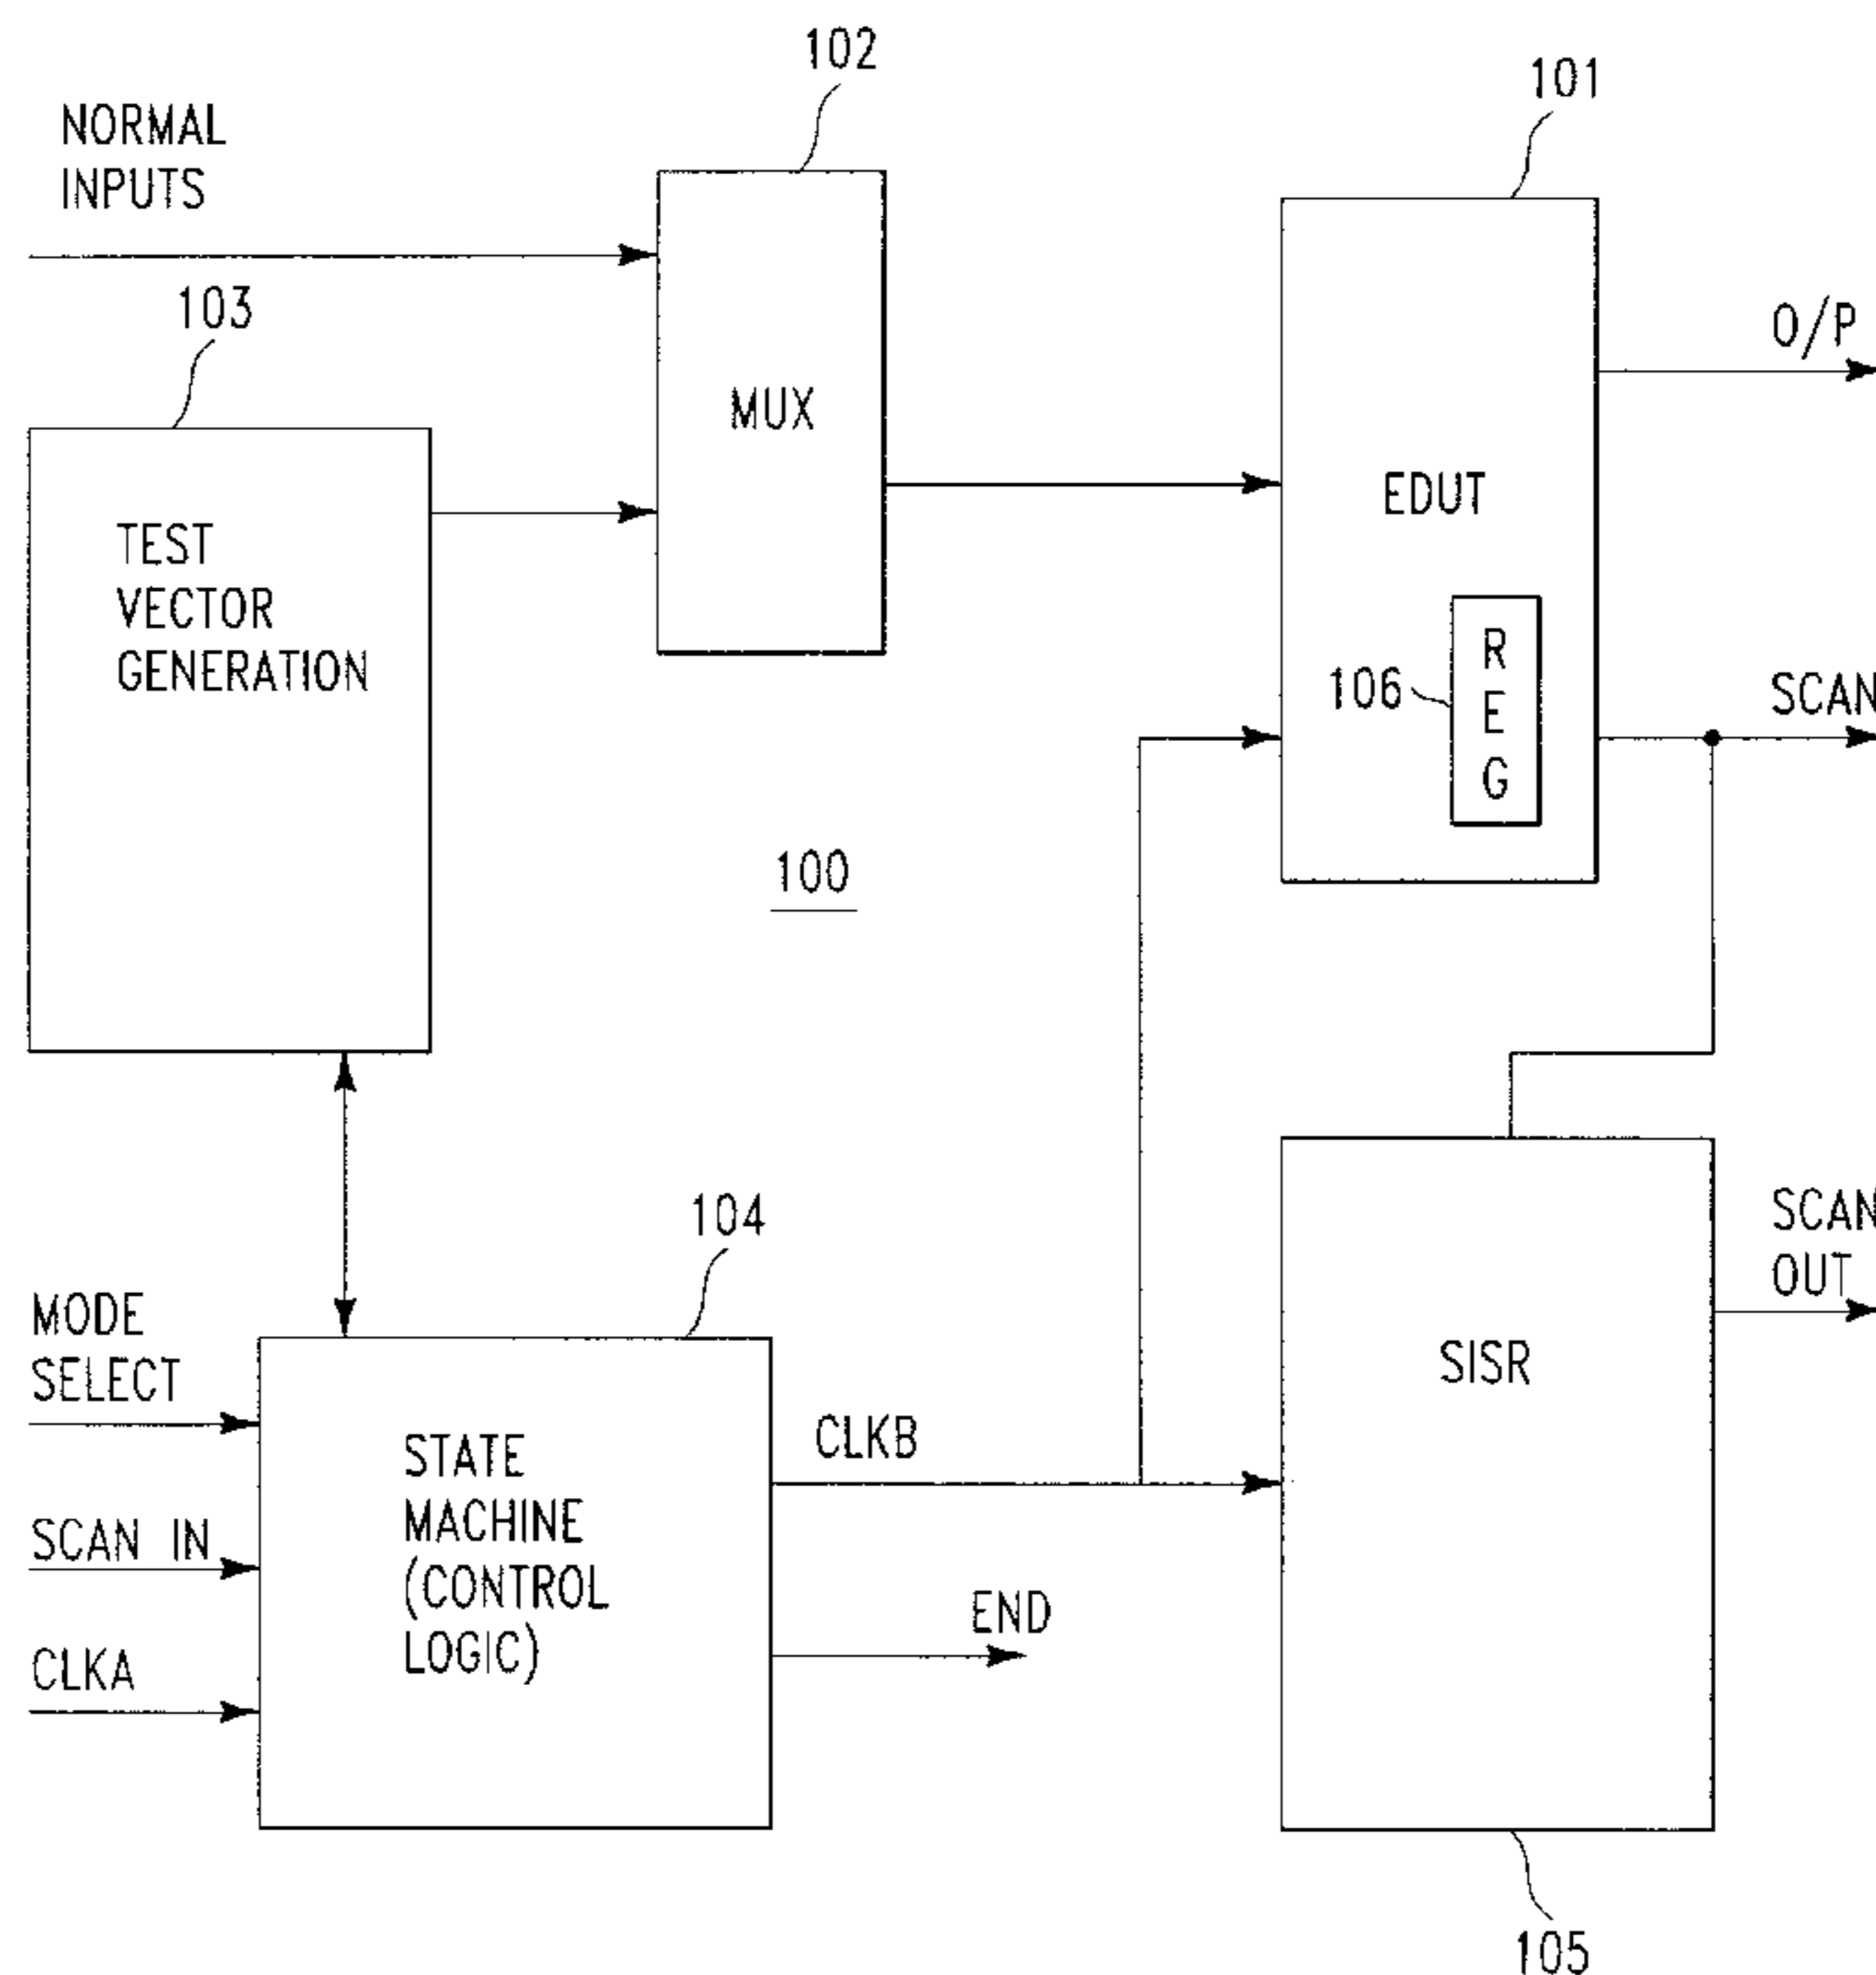 102
101
NORMAL
INPUTS
103
O/P
MUX
EDUT
TEST
VECTOR
GENERATION
R
E
G
106
SCAN
100
104
SCAN
OUT
MODE
SELECT
SISR
CLKB
STATE
MACHINE
(CONTROL
LOGIC)
SCAN IN
END
CLKA
105